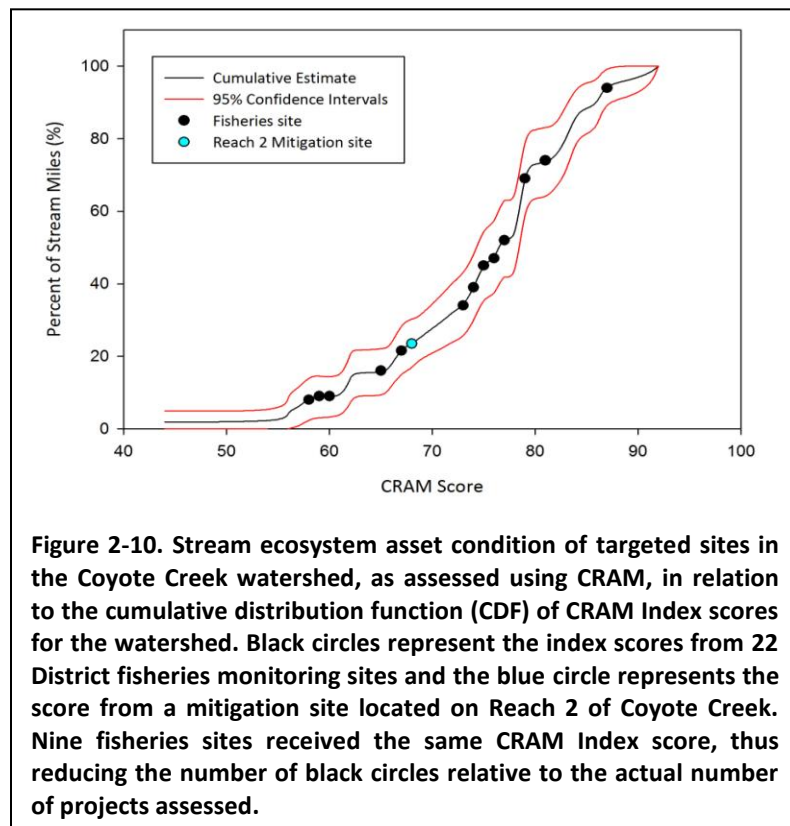 100
80
60
40
20
0
Percent of Stream Miles (%)
Cumulative Estimate
95% Confidence Intervals
Fisheries site
Reach 2 Mitigation site
40 50 60 70 80 90 100
CRAM Score
Figure 2-10. Stream ecosystem asset condition of targeted sites in
the Coyote Creek watershed, as assessed using CRAM, in relation
to the cumulative distribution function (CDF) of CRAM Index scores
for the watershed. Black circles represent the index scores from 22
District fisheries monitoring sites and the blue circle represents the
score from a mitigation site located on Reach 2 of Coyote Creek.
Nine fisheries sites received the same CRAM Index score, thus
reducing the number of black circles relative to the actual number
of projects assessed.